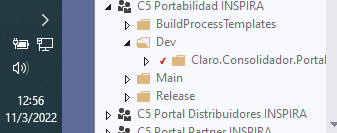 C5 Portabilidad INSPIRA
BuildProcessTemplates
Dev
Claro.Consolidador.Portal
Main
Release
C5 Portal Distribuidores INSPIRA
C5 Portal Partner INSPIRA
12:56
11/3/2022